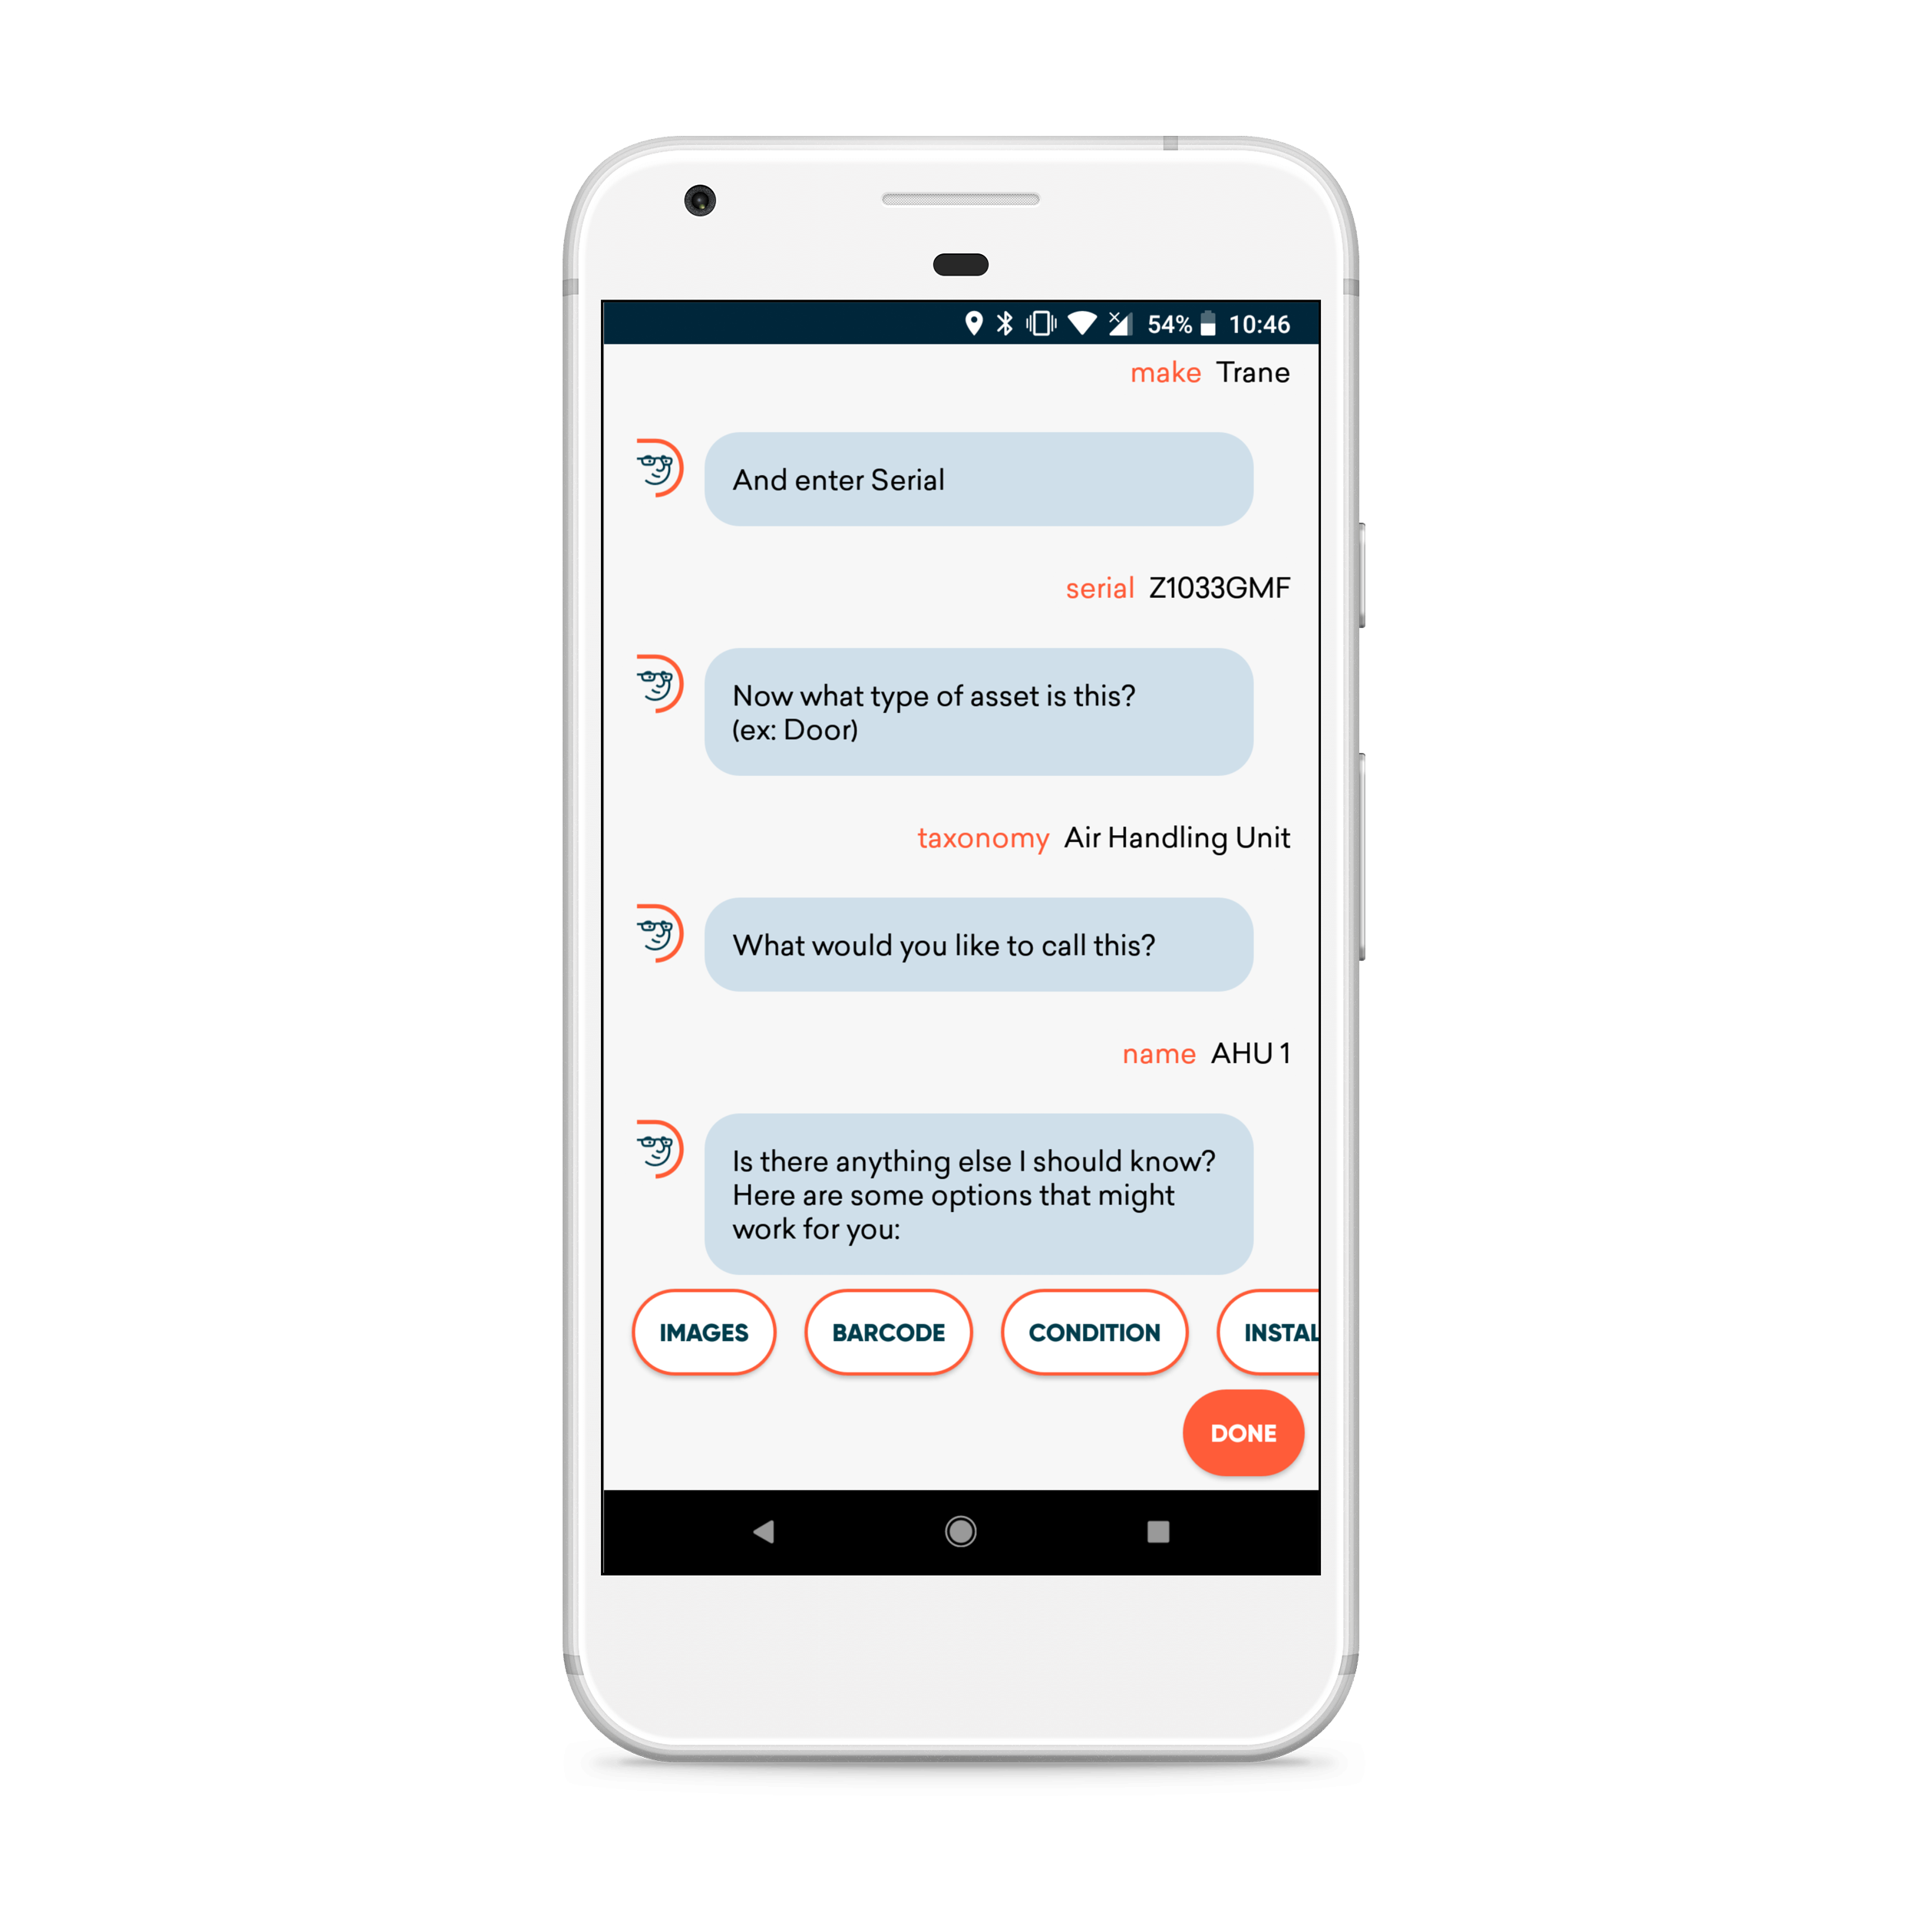 54% 10:46
make Trane
And enter Serial
serial Z1033GMF
Now what type of asset is this?
(ex: Door)
taxonomy Air Handling Unit
What would you like to call this?
name AHU 1
Is there anything else I should know?
Here are some options that might
work for you:
IMAGES BARCODE CONDITION INSTAL
DONE